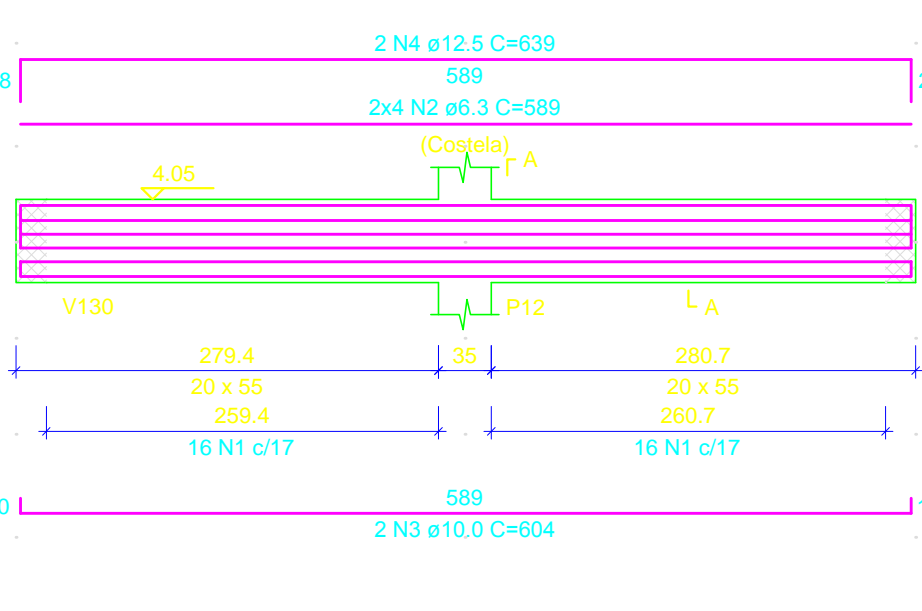 2 N4 ø12.5 C=639
8
589
2x4 N2 ø6.3 C=589
(Costela)
A
4.05
V130
P12
A
279.4
35
280.7
20 x 55
20 x 55
259.4
260.7
16 N1 c/17
16 N1 c/17
0
589
2 N3 ø10.0 C=604